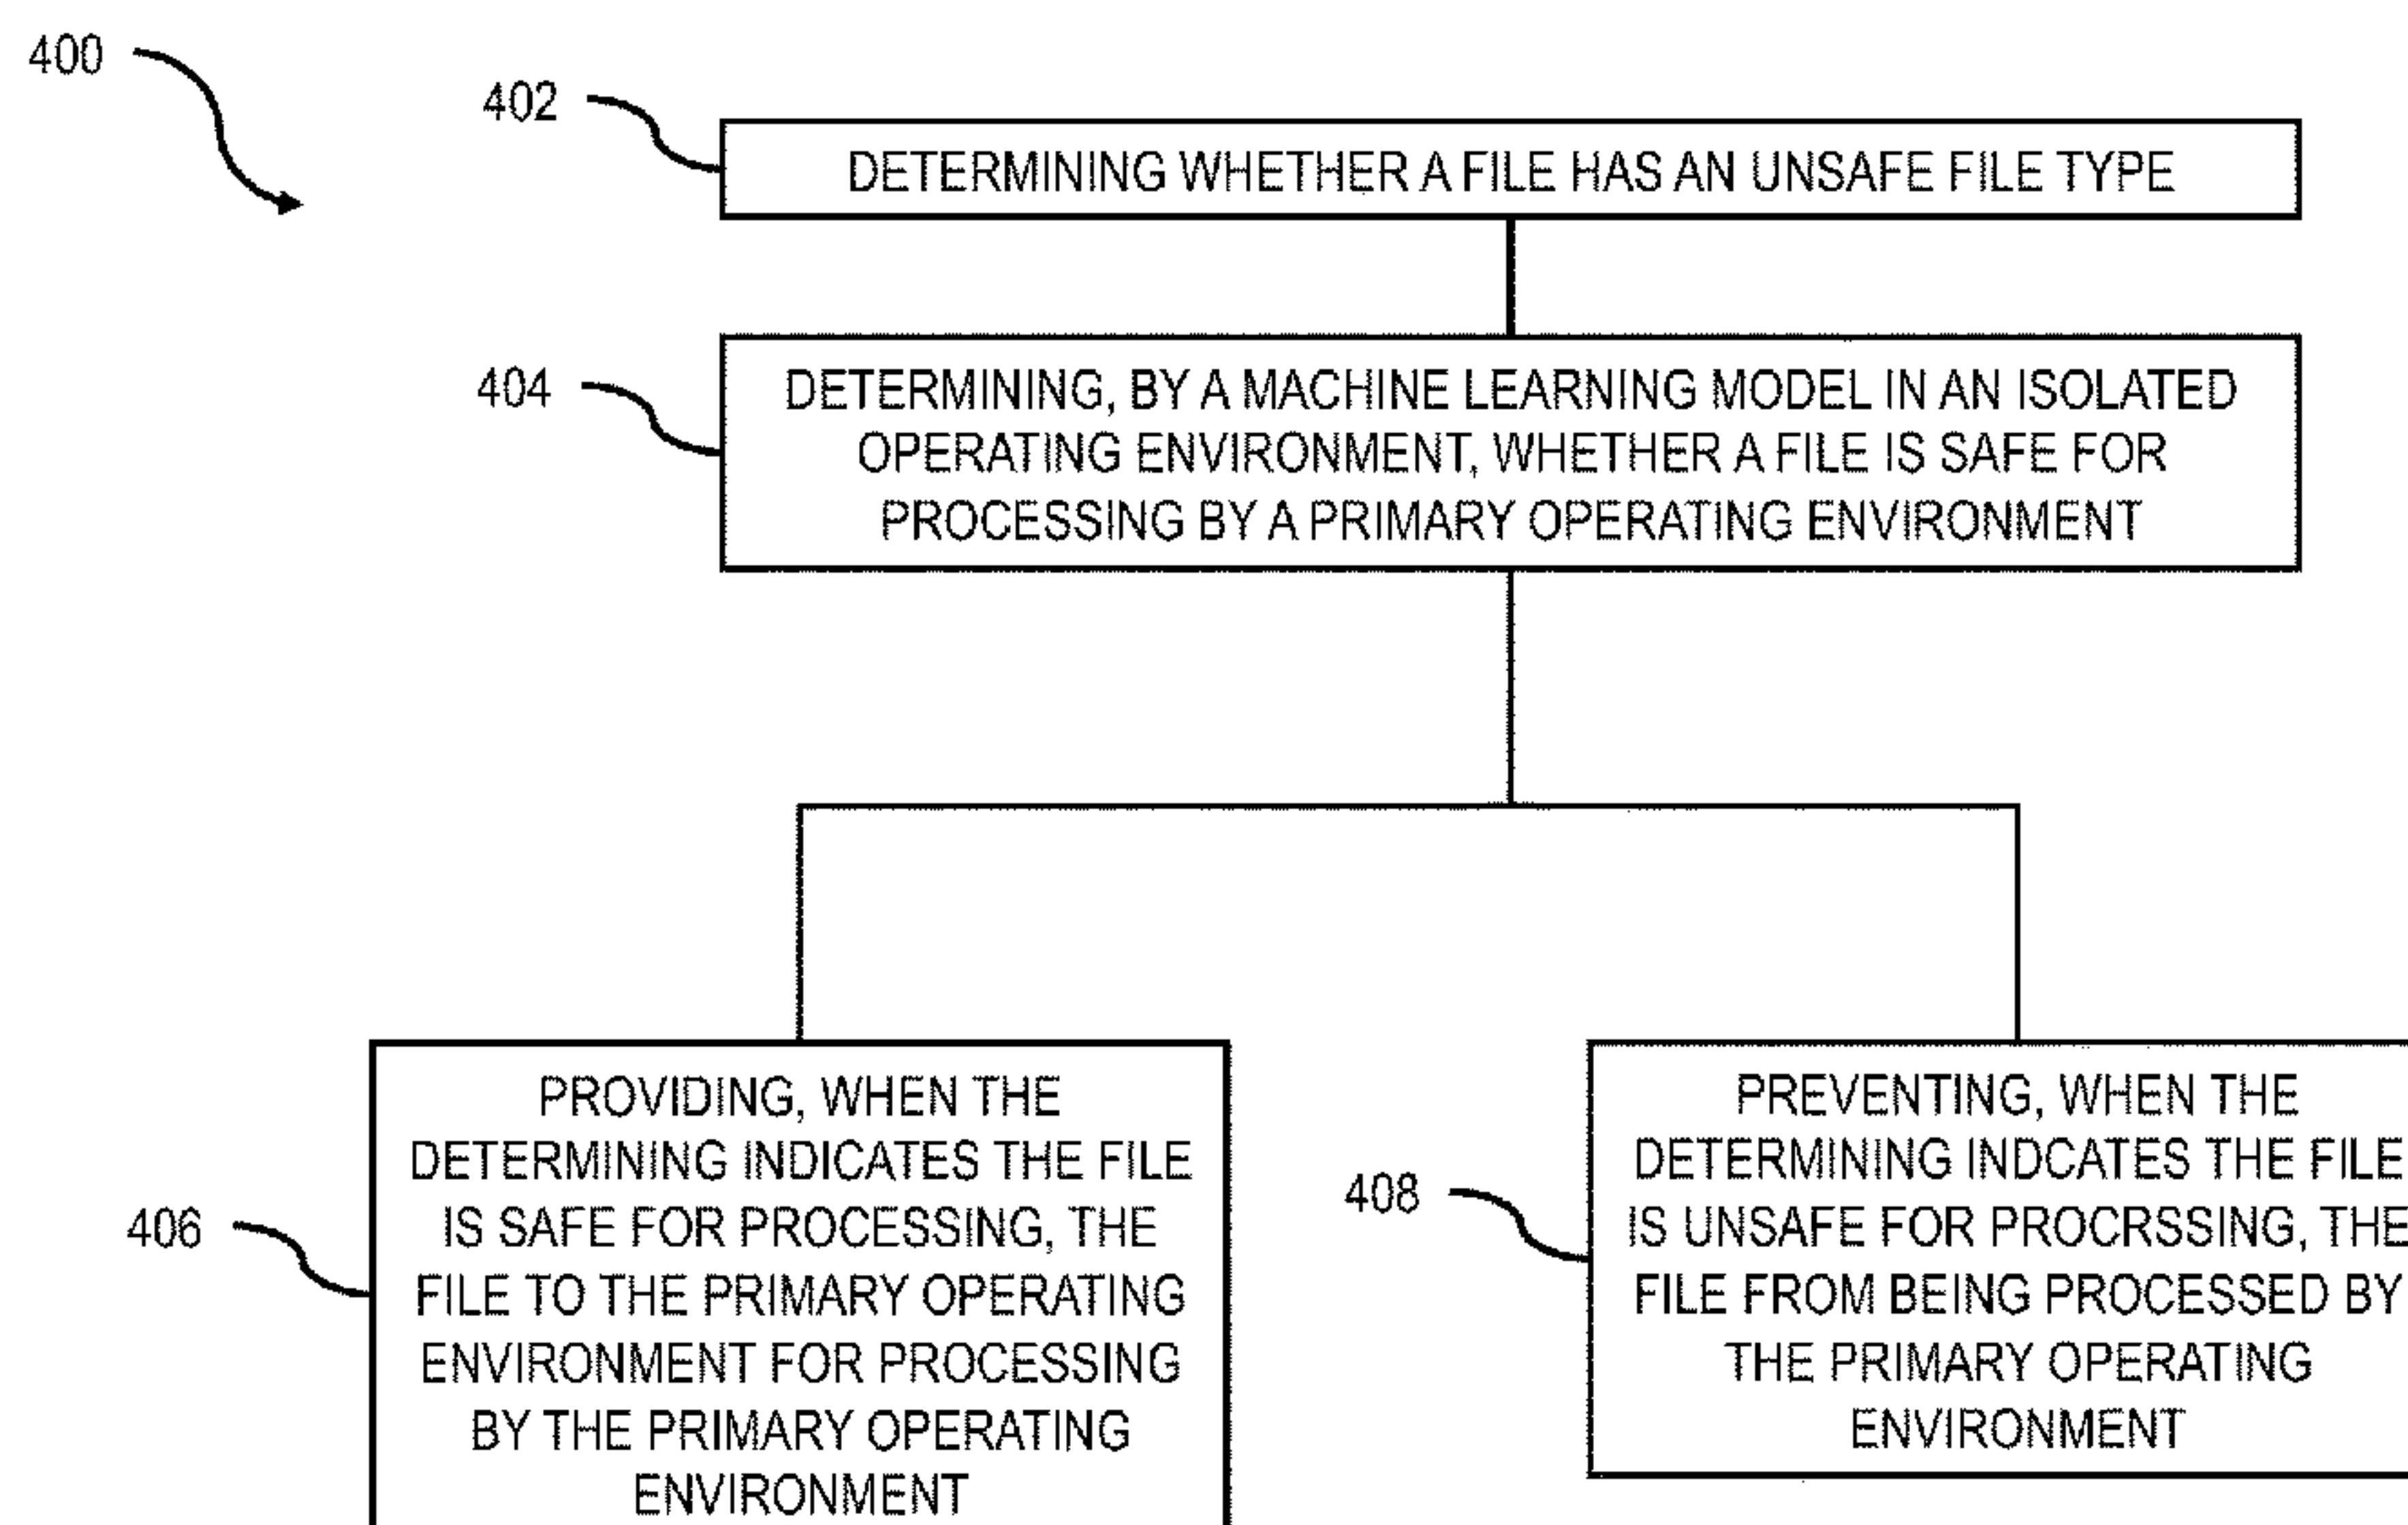 400
402
DETERMINING WHETHER A FILE HAS AN UNSAFE FILE TYPE
404
DETERMINING, BY A MACHINE LEARNING MODEL IN AN ISOLATED
OPERATING ENVIRONMENT, WHETHER A FILE IS SAFE FOR
PROCESSING BY A PRIMARY OPERATING ENVIRONMENT
406
PROVIDING, WHEN THE
DETERMINING INDICATES THE FILE
IS SAFE FOR PROCESSING, THE
FILE TO THE PRIMARY OPERATING
ENVIRONMENT FOR PROCESSING
BY THE PRIMARY OPERATING
ENVIRONMENT
408
PREVENTING, WHEN THE
DETERMINING INDCATES THE FILE
IS UNSAFE FOR PROCRSSING, THE
FILE FROM BEING PROCESSED BY
THE PRIMARY OPERATING
ENVIRONMENT